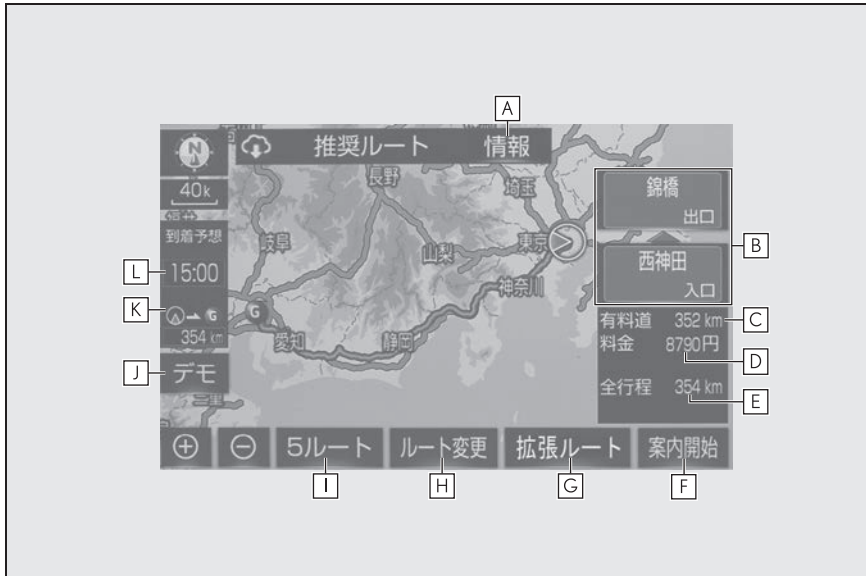 A
N
推奨ルート 情報
40k
長野
埼玉
錦橋
出口
到着予想
岐阜
山梨
東京
B
L
15:00
西神田
入口
神奈川
K
G
G
有料道 352km
C
354 km
愛知
静岡
料金 8790円
D
J
デモ
全行程 354 km
E
5ルート
ルート変更
拡張ルート
案内開始
I
H
G
F